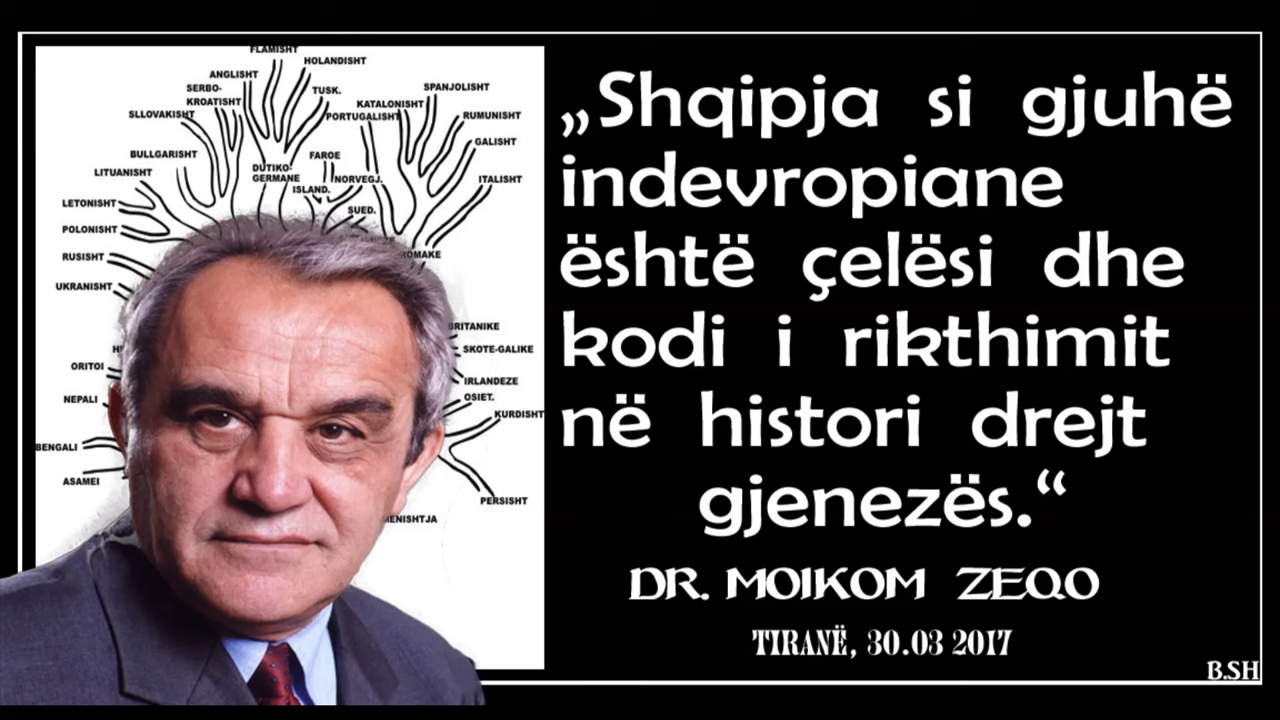 FLAMISHT
HOLANDISHT
ANGLISHT
SERBO-
KROATISHT
TUSK.
SPANJOLISHT
KATALONISHT
SLLOVAKISHT
PORTUGALISHT
RUMUNISHT
GALISHT
BULLGARISHT
FAROE
LITUANISHT
DUTIKO-
GERMANE
NORVEGJ.
ITALISHT
ISLAND.
LETONISHT
SUED.
POLONISHT
RUSISHT
OMAKE
UKRANISHT
BRITANIKE
SKOTE-GALIKE
ORITOI
IRLANDEZE
NEPALI
OSIET.
KURDISHT
BENGALI
ASAMEI
PERSISHT
MENISHTJA
„Shqipja si gjuhë
indevropiane
është çelësi dhe
kodi i rikthimit
në histori drejt
gjenezës.“
DR. MOIKOM ZEQO
TIRANË, 30.03 2017
B.SH